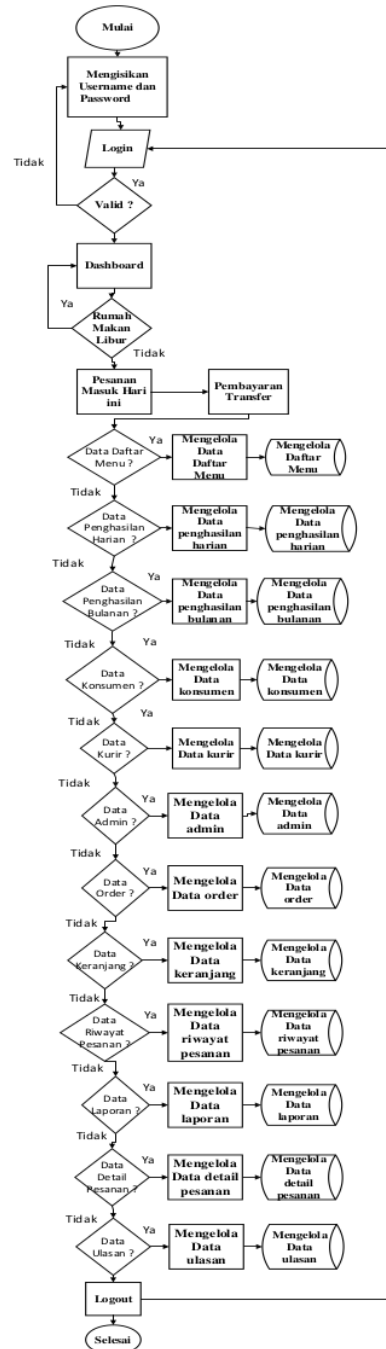 Mulai
Mengisikan
Username dan
Password
Login
Tidak
Ya
Valid ?
Dashboard
Ya
Rumah
Makan
Libur
Tidak
Pesanan
Masuk Hari
ini
Pembayaran
Transfer
Data Daftar
Menu ?
Ya
Mengelola
Data
Daftar
Menu
Mengelola
Daftar
Menu
Tidak
Data
Penghasilan
Harian ?
Ya
Mengelola
Data
penghasilan
harian
Mengelola
Data
penghasilan
harian
Tidak
Data
Penghasilan
Bulanan ?
Ya
Mengelola
Data
penghasilan
bulanan
Mengelola
Data
penghasilan
bulanan
Tidak
Ya
Data
Konsumen ?
Mengelola
Data
konsumen
Mengelola
Data
konsumen
Tidak
Ya
Data
Kurir ?
Mengelola
Data kurir
Mengelola
Data kurir
Tidak
Data
Admin ?
Ya
Mengelola
Data
admin
Mengelola
Data
admin
Tidak
Data
Order ?
Ya
Mengelola
Data order
Mengelola
Data
order
Tidak
Data
Keranjang ?
Ya
Mengelola
Data
keranjang
Mengelola
Data
keranjang
Tidak
Data
Riwayat
Pesanan ?
Ya
Mengelola
Data
riwayat
pesanan
Mengelola
Data
riwayat
pesanan
Tidak
Data
Laporan ?
Ya
Mengelola
Data
laporan
Mengelola
Data
laporan
Tidak
Data
Detail
Pesanan ?
Ya
Mengelola
Data detail
pesanan
Mengelola
Data
detail
pesanan
Tidak
Data
Ulasan ?
Ya
Mengelola
Data
ulasan
Mengelola
Data
ulasan
Logout
Selesai